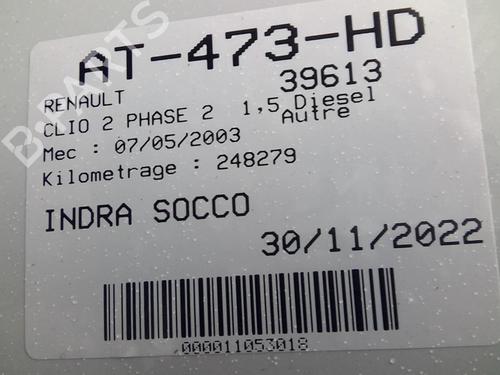 AT-473-HD
39613
RENAULT
CLIO 2 PHASE 2 1,5 Diesel
Autre
Mec : 07/05/2003
Kilometrage : 248279
INDRA SOCCO
30/11/2022
000011053018
B-PARTS